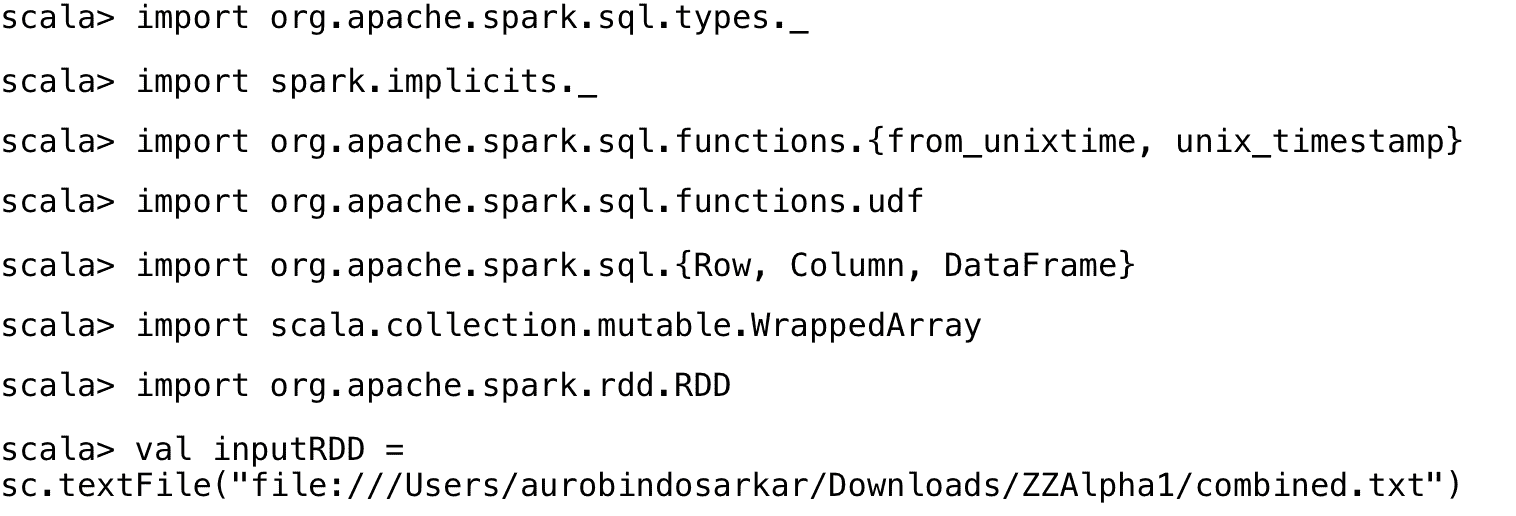 scala> import org.apache.spark.sql.types._
scala> import spark.implicits._
scala> import org.apache.spark.sql.functions.{from_unixtime, unix_timestamp}
scala> import org.apache.spark.sql.functions.udf
scala> import org.apache.spark.sql.{Row, Column, DataFrame}
scala> import scala.collection.mutable.WrappedArray
scala> import org.apache.spark.rdd.RDD
scala> val inputRDD =
sc.textFile("file:///Users/aurobindosarkar/Downloads/ZZAlpha1/combined.txt")